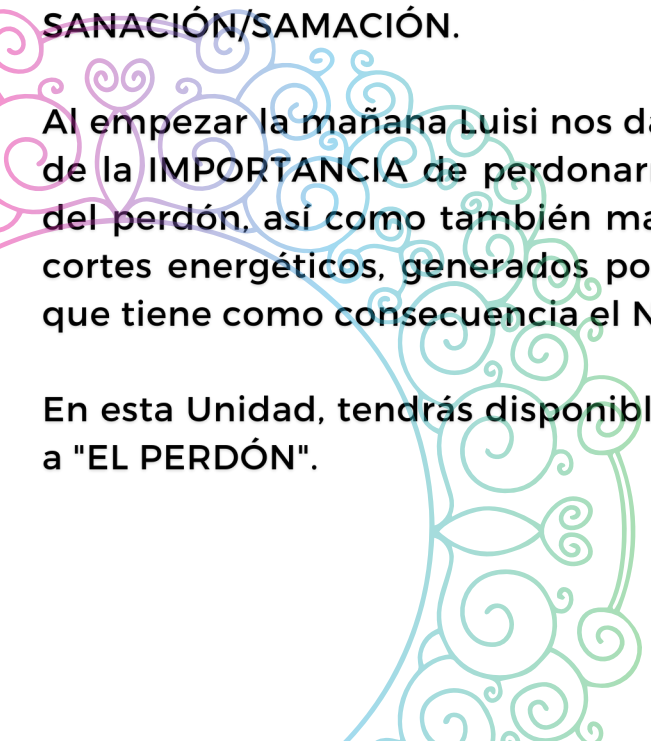 SANACIÓN/SAMACIÓN.
Al empezar la mañana Luisi nos da
de la IMPORTANCIA de perdonar
del perdón, así como también ma
cortes energéticos, generados po
que tiene como consecuencia el N
En esta Unidad, tendrás disponibl
a "EL PERDÓN".